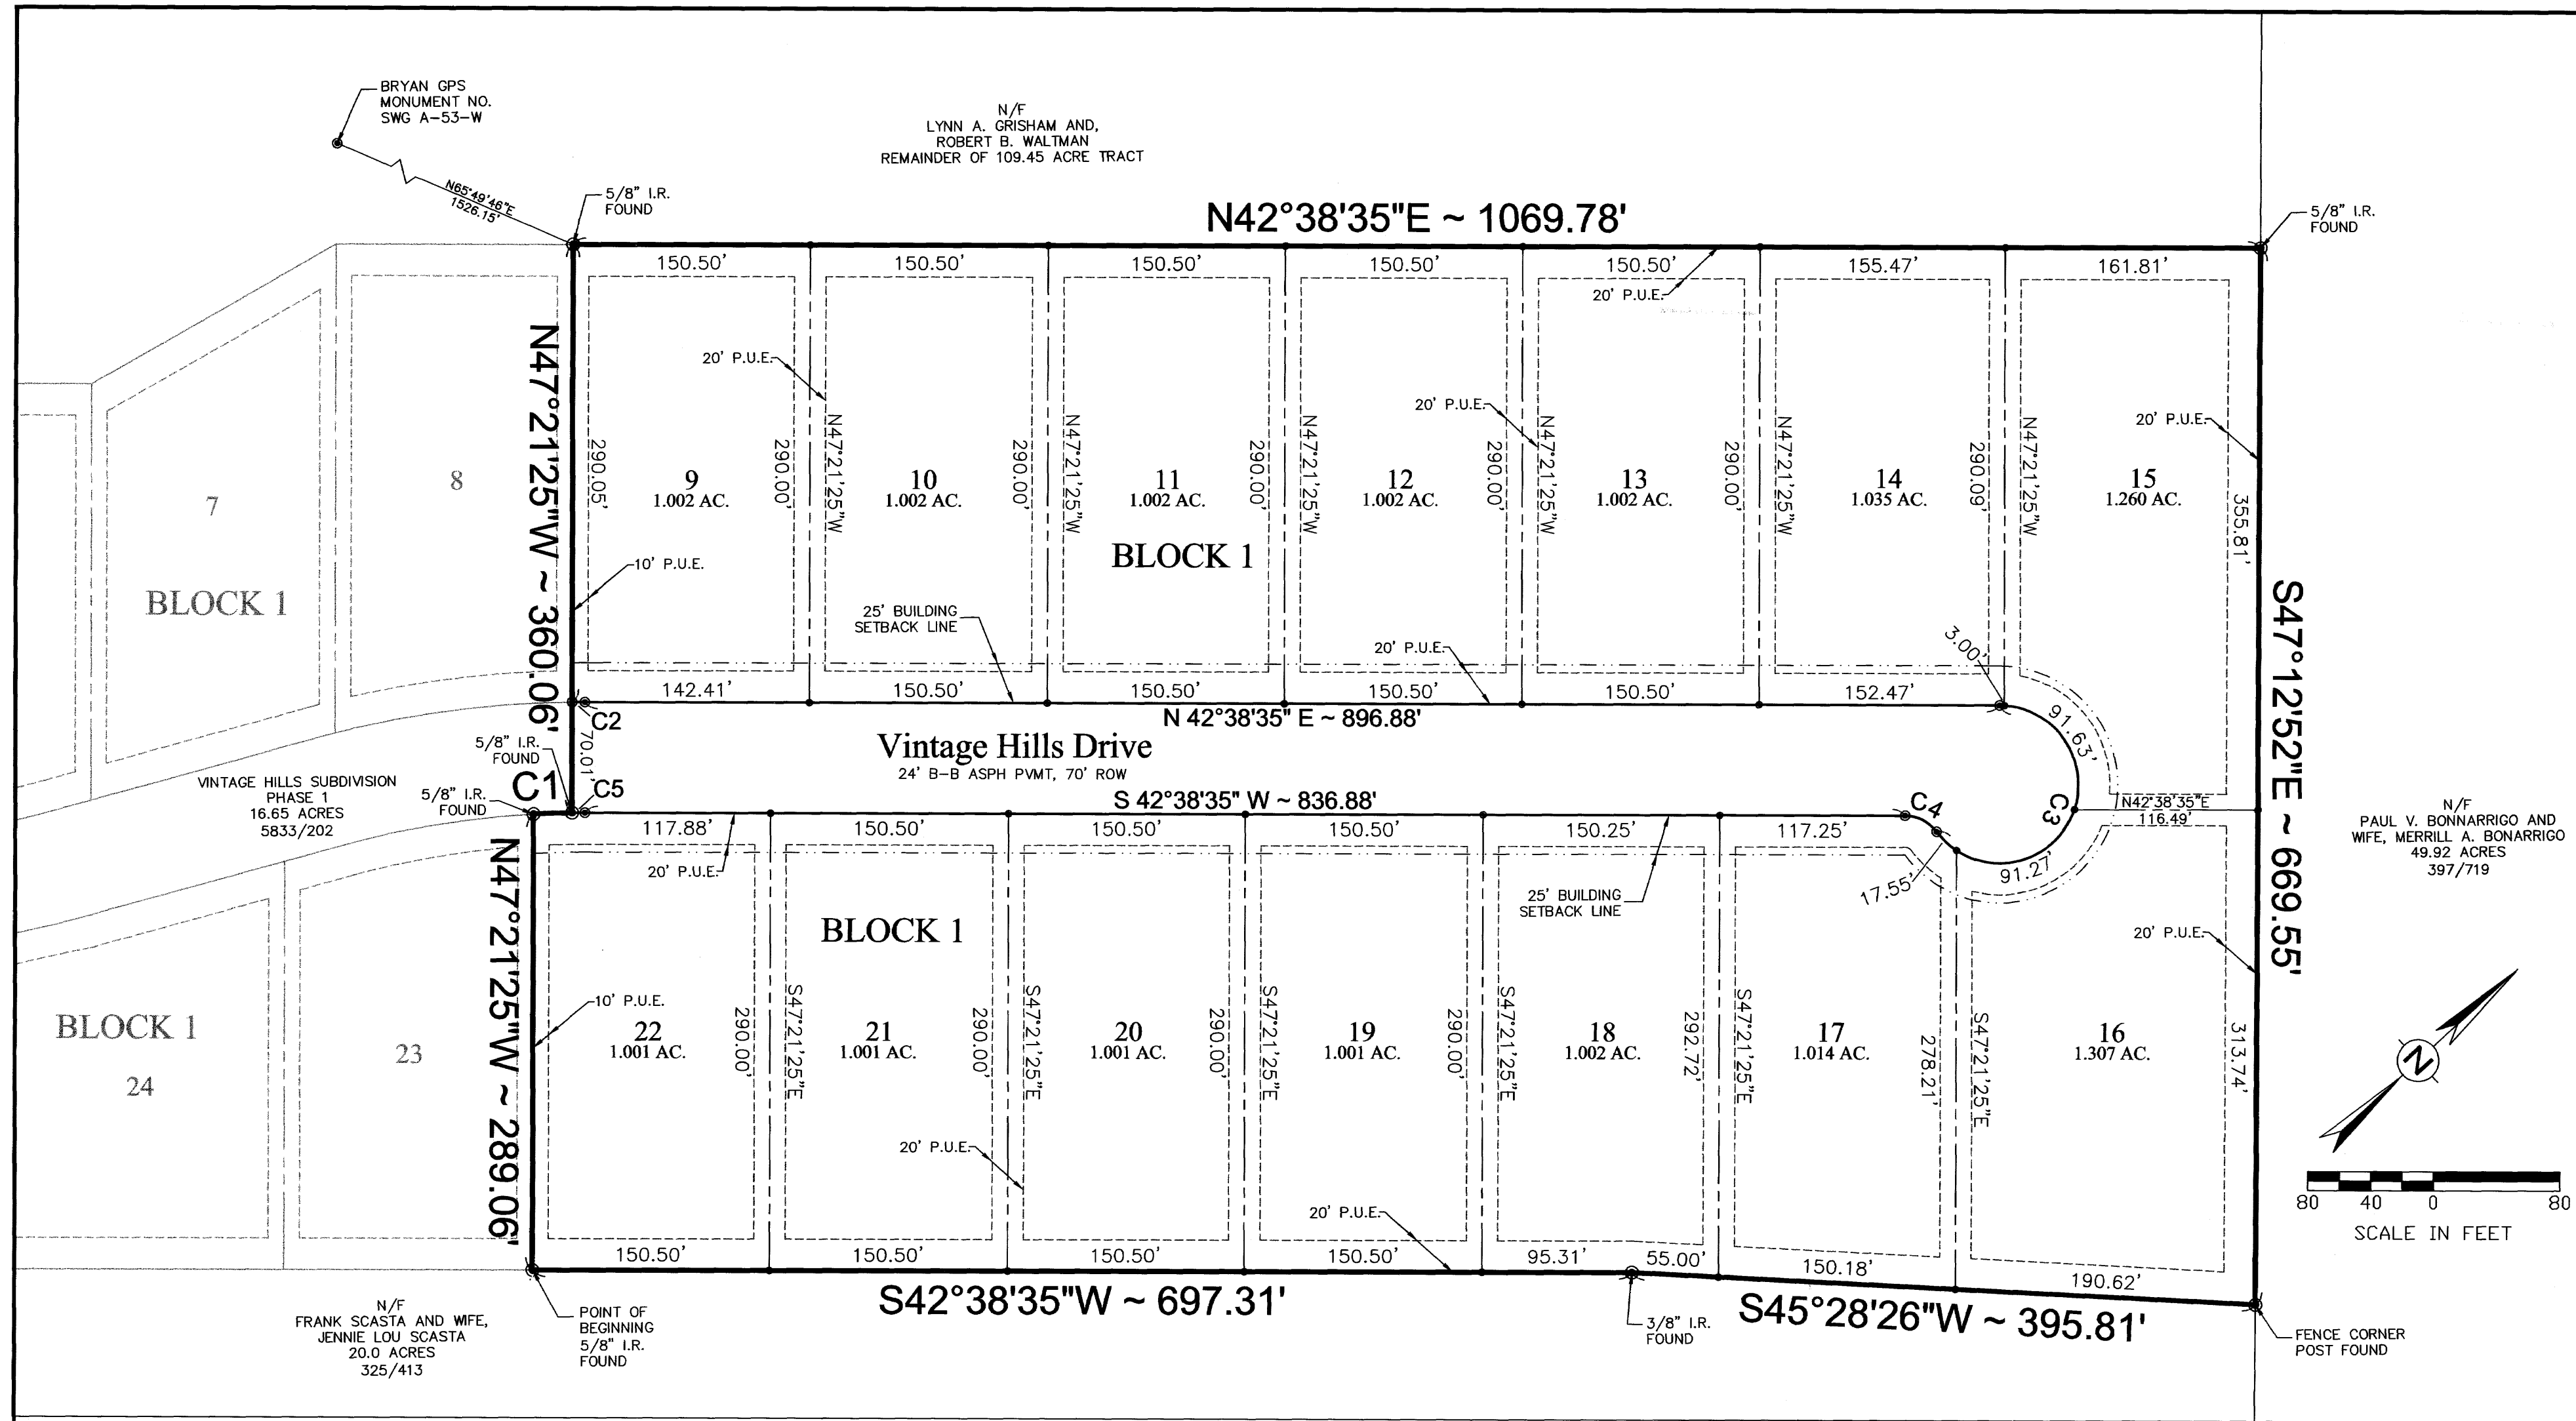 BRYAN GPS
MONUMENT NO.
SWG A-53-W
N65°49'46"E
1526.15'
N/F
LYNN A. GRISHAM AND,
ROBERT B. WALTMAN
REMAINDER OF 109.45 ACRE TRACT
5/8" I.R.
FOUND
N42°38'35"E ~ 1069.78'
5/8" I.R.
FOUND
150.50'
150.50'
150.50'
150.50'
150.50'
155.47'
161.81'
20' P.U.E.
20' P.U.E.
20' P.U.E.
20' P.U.E.
N47°21'25"W ~ 360.06'
290.05'
290.00'
N47°21'25"W
290.00'
N47°21'25"W
290.00'
N47°21'25"W
290.00'
N47°21'25"W
290.00'
N47°21'25"W
290.09'
N47°21'25"W
355.81'
7
8
9
1.002 AC.
10
1.002 AC.
11
1.002 AC.
12
1.002 AC.
13
1.002 AC.
14
1.035 AC.
15
1.260 AC.
BLOCK 1
BLOCK 1
10' P.U.E.
25' BUILDING
SETBACK LINE
20' P.U.E.
3.00'
142.41'
150.50'
150.50'
150.50'
150.50'
152.47'
C2
N 42°38'35" E ~ 896.88'
91.63'
S47°12'52"E ~ 669.55'
70.01'
5/8" I.R.
FOUND
Vintage Hills Drive
24' B-B ASPH PVMT, 70' ROW
VINTAGE HILLS SUBDIVISION
PHASE 1
16.65 ACRES
5833/202
5/8" I.R.
FOUND
C1
C5
S 42°38'35" W ~ 836.88'
C4
C3
N42°38'35"E
116.49'
N/F
PAUL V. BONNARRIGO AND
WIFE, MERRILL A. BONARRIGO
49.92 ACRES
397/719
117.88'
150.50'
150.50'
150.50'
150.25'
117.25'
17.55'
91.27'
20' P.U.E.
25' BUILDING
SETBACK LINE
BLOCK 1
20' P.U.E.
N47°21'25"W ~ 289.06'
10' P.U.E.
290.00'
S47°21'25"E
290.00'
S47°21'25"E
290.00'
S47°21'25"E
290.00'
S47°21'25"E
292.72'
S47°21'25"E
278.21'
S47°21'25"E
313.74'
BLOCK 1
24
23
22
1.001 AC.
21
1.001 AC.
20
1.001 AC.
19
1.001 AC.
18
1.002 AC.
17
1.014 AC.
16
1.307 AC.
N
20' P.U.E.
20' P.U.E.
80
40
0
80
SCALE IN FEET
150.50'
150.50'
150.50'
150.50'
95.31'
55.00'
150.18'
190.62'
S42°38'35"W ~ 697.31'
S45°28'26"W ~ 395.81'
N/F
FRANK SCASTA AND WIFE,
JENNIE LOU SCASTA
20.0 ACRES
325/413
POINT OF
BEGINNING
5/8" I.R.
FOUND
3/8" I.R.
FOUND
FENCE CORNER
POST FOUND